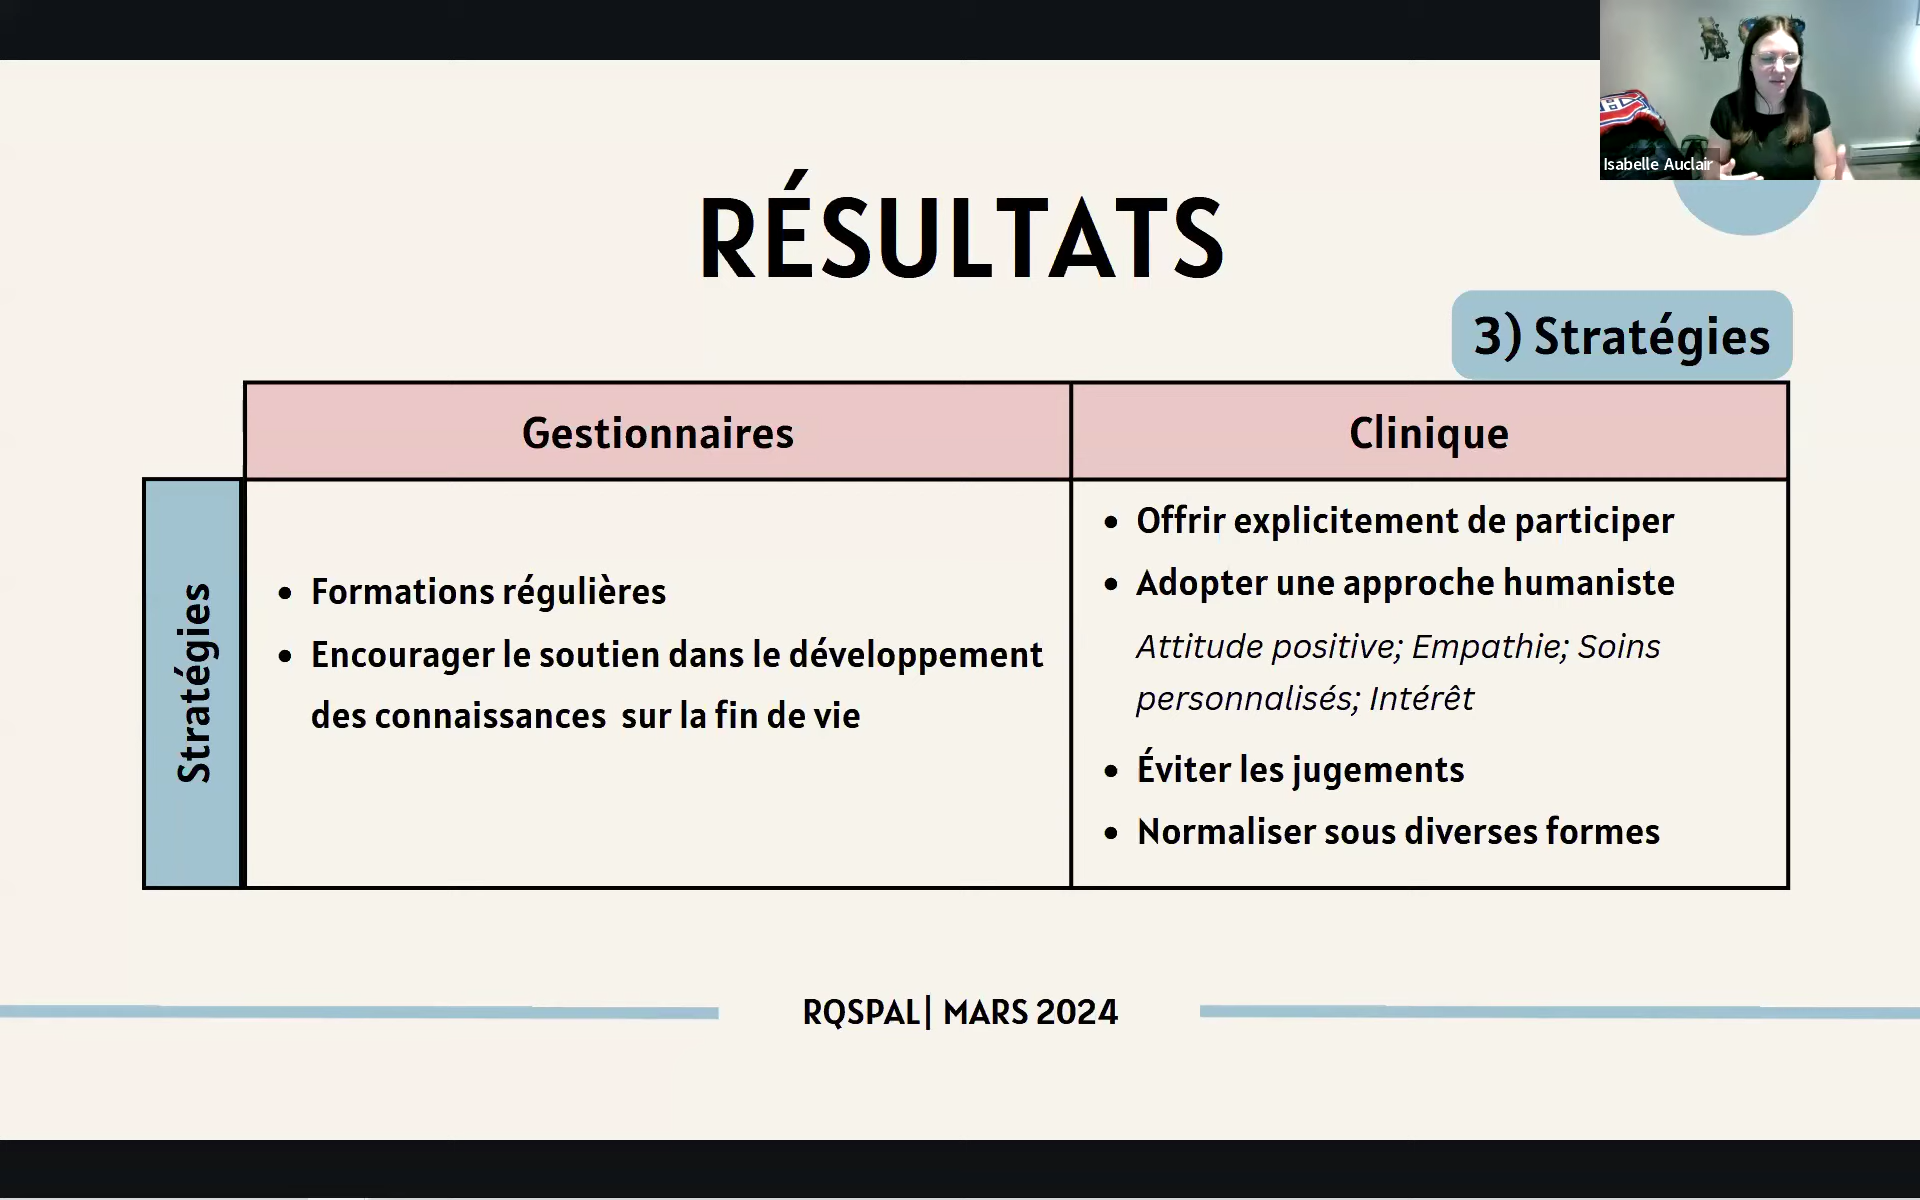 Isabelle Auclair
RÉSULTATS
3) Stratégies
Gestionnaires
Clinique
Stratégies
• Formations régulières
• Encourager le soutien dans le développement
des connaissances  sur la fin de vie
• Offrir explicitement de participer
• Adopter une approche humaniste
Attitude positive; Empathie; Soins
personnalisés; Intérêt
• Éviter les jugements
• Normaliser sous diverses formes
RQSPAL| MARS 2024